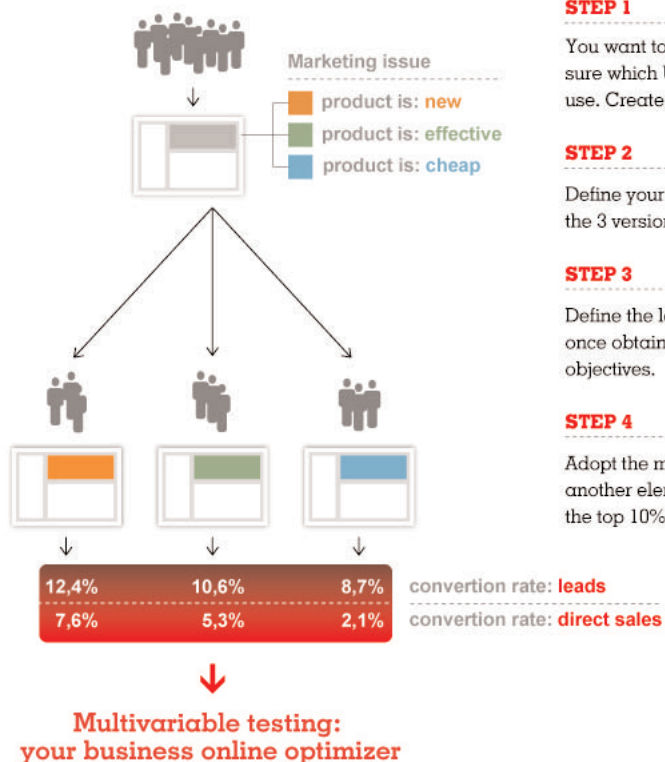 Marketing issue
product is: new
product is: effective
product is: cheap
12,4% 10,6% 8,7% convertion rate: leads
7,6% 5,3% 2,1% convertion rate: direct sales
Multivariable testing:
your business online optimizer
STEP 1
You want to
sure which
use. Create
STEP 2
Define your
the 3 version
STEP 3
Define the
once obtain
objectives.
STEP 4
Adopt the
another
the top 10%